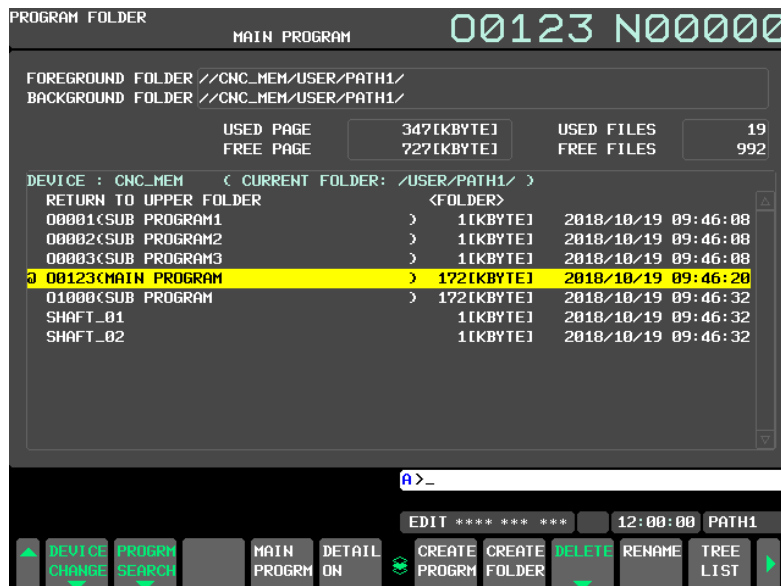 PROGRAM FOLDER
MAIN PROGRAM O0123 N00000
FOREGROUND FOLDER //CNC_MEM/USER/PATH1/
BACKGROUND FOLDER //CNC_MEM/USER/PATH1/
USED PAGE 347[KBYTE] USED FILES 19
FREE PAGE 727[KBYTE] FREE FILES 992
DEVICE : CNC_MEM ( CURRENT FOLDER: /USER/PATH1/ )
RETURN TO UPPER FOLDER <FOLDER>
O0001(SUB PROGRAM1 ) 1[KBYTE] 2018/10/19 09:46:08
O0002(SUB PROGRAM2 ) 1[KBYTE] 2018/10/19 09:46:08
O0003(SUB PROGRAM3 ) 1[KBYTE] 2018/10/19 09:46:08
@ O0123(MAIN PROGRAM ) 172[KBYTE] 2018/10/19 09:46:20
O1000(SUB PROGRAM ) 172[KBYTE] 2018/10/19 09:46:32
SHAFT_01 1[KBYTE] 2018/10/19 09:46:32
SHAFT_02 1[KBYTE] 2018/10/19 09:46:32
A>_
EDIT **** *** *** 12:00:00 PATH1
DEVICE PROGRM MAIN DETAIL CREATE CREATE DELETE RENAME TREE
CHANGE SEARCH PROGRM ON PROGRM FOLDER LIST